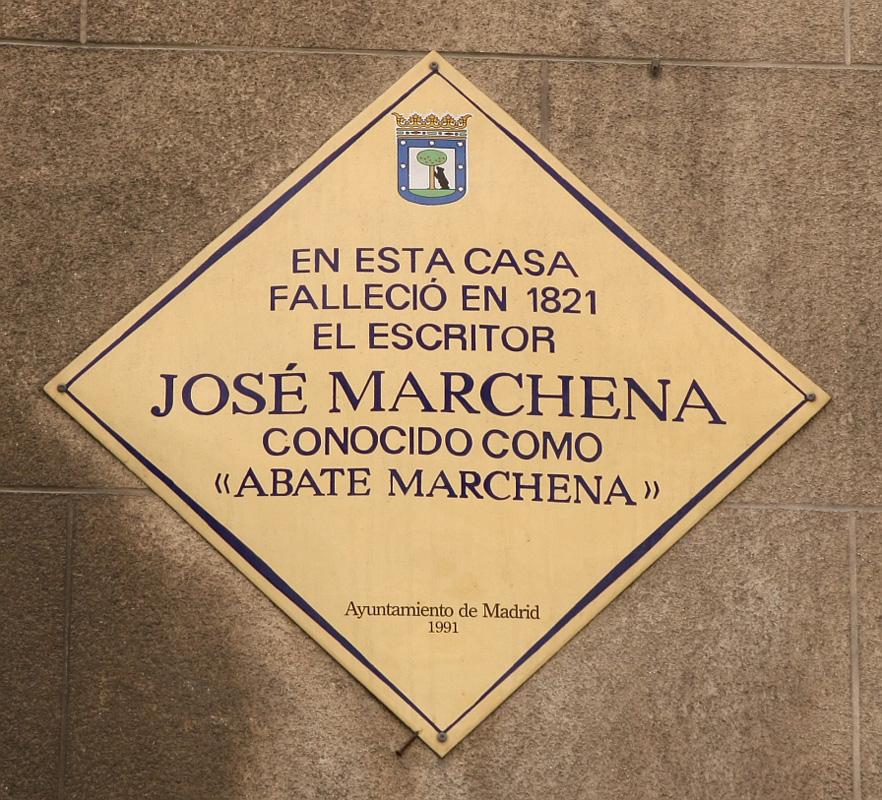 EN ESTA CASA
FALLECIÓ EN 1821
EL ESCRITOR
JOSÉ MARCHENA
CONOCIDO COMO
«ABATE MARCHENA»
Ayuntamiento de Madrid
1991